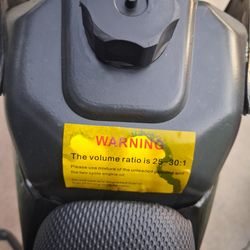 WARNING
The volume ratio is 25-30:1
Please use mixture of the unleaded gasoline and
the two cycle engine oil.